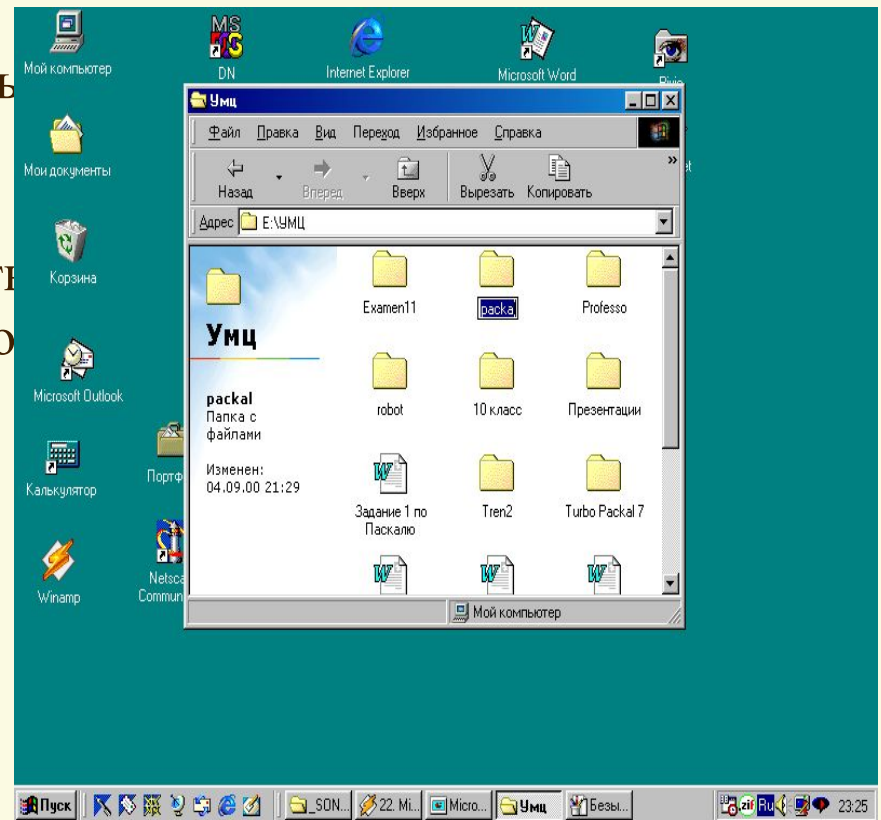 Мой компьютер
MS
DN
Internet Explorer
Microsoft Word
Мои документы
Корзина
Microsoft Outlook
Калькулятор
Winamp
Умц
Файл Правка Вид Переход Избранное Справка
Назад Вперед Вверх Вырезать Копировать »
Адрес E:\УМЦ
Умц
packal
Папка с
файлами
Изменен:
04.09.00 21:29
Examen11 packal Professo
robot 10 класс Презентации
Задание 1 по
Паскалю
Tren2 Turbo Packal 7
Мой компьютер
Пуск _SON... 22. Mi... Micro... Умц Безы... .zif Ru 23:25